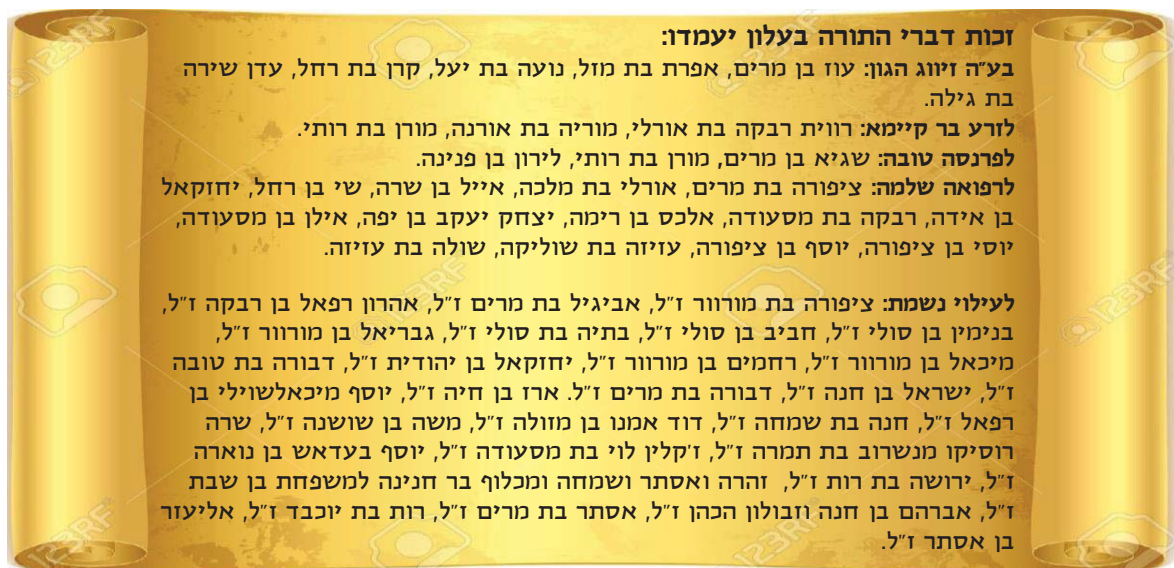 זכות דברי התורה בעלון יעמדו:
בע"ה זיווג הגון: עוז בן מרים, אפרת בת מזל, נועה בת יעל, קרן בת רחל, עדן שירה
בת גילה.
לזרע בר קיימא: רווית רבקה בת אורלי, מוריה בת אורנה, מורן בת רותי.
לפרנסה טובה: שגיא בן מרים, מורן בת רותי, לירון בן פנינה.
לרפואה שלמה: ציפורה בת מרים, אורלי בת מלכה, אייל בן שרה, שי בן רחל, יחזקאל
בן אידה, רבקה בת מסעודה, אלכס בן רימה, יצחק יעקב בן יפה, אילן בן מסעודה,
יוסי בן ציפורה, יוסף בן ציפורה, עזיזה בת שוליקה, שולה בת עזיזה.
לעילוי נשמת: ציפורה בת מורוור ז"ל, אביגיל בת מרים ז"ל, אהרון רפאל בן רבקה ז"ל,
בנימין בן סולי ז"ל, חביב בן סולי ז"ל, בתיה בת סולי ז"ל, גבריאל בן מורוור ז"ל,
מיכאל בן מורוור ז"ל, רחמים בן מורוור ז"ל, יחזקאל בן יהודית ז"ל, דבורה בת טובה
ז"ל, ישראל בן חנה ז"ל, דבורה בת מרים ז"ל. ארז בן חיה ז"ל, יוסף מיכאלשוילי בן
רפאל ז"ל, חנה בת שמחה ז"ל, דוד אמנו בן מזולה ז"ל, משה בן שושנה ז"ל, שרה
רוסיקו מנשרוב בת תמרה ז"ל, ז'קלין לוי בת מסעודה ז"ל, יוסף בעדאש בן נוארה
ז"ל, ירושה בת רות ז"ל, זהרה ואסתר ושמחה ומכלוף בר חנינה למשפחת בן שבת
ז"ל, אברהם בן חנה וזבולון הכהן ז"ל, אסתר בת מרים ז"ל, רות בת יוכבד ז"ל, אליעזר
בן אסתר ז"ל.
©123RF